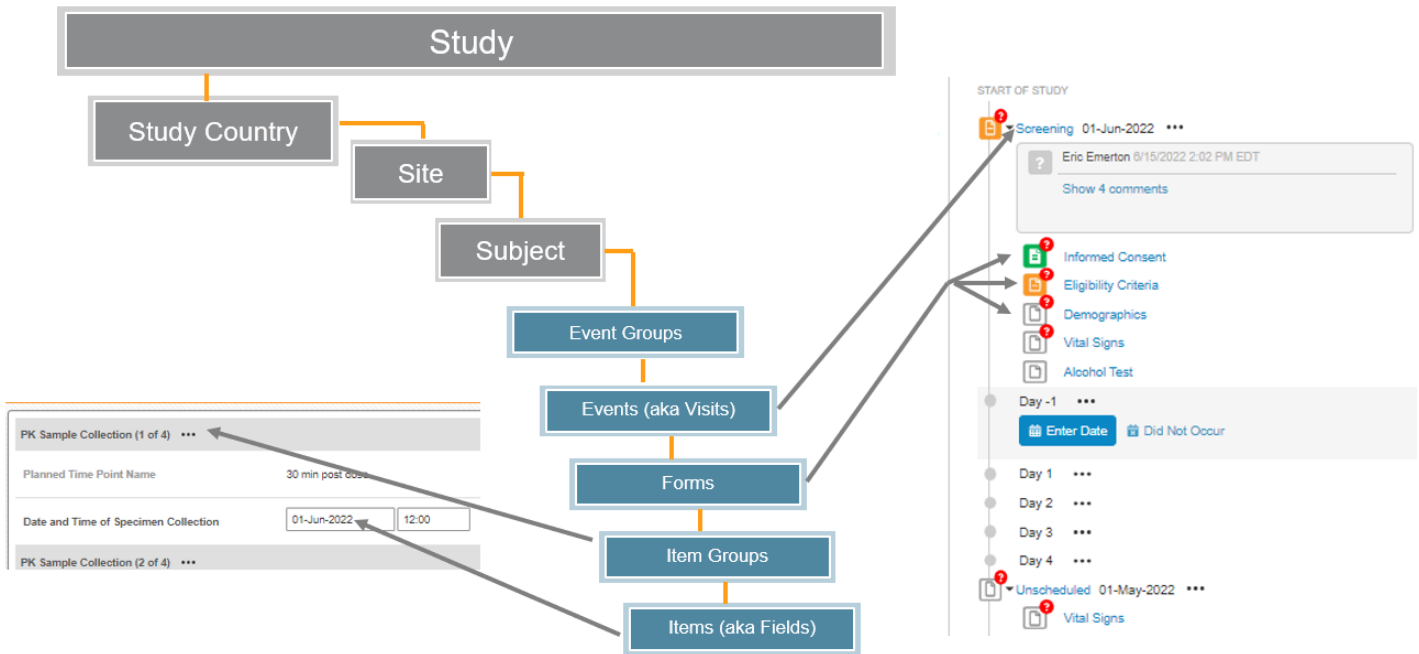 Study
Study Country
Site
Subject
Event Groups
Events (aka Visits)
Forms
Item Groups
Items (aka Fields)
PK Sample Collection (1 of 4) •••
Planned Time Point Name 30 min post dose
Date and Time of Specimen Collection 01-Jun-2022 12:00
PK Sample Collection (2 of 4) •••
START OF STUDY
Screening 01-Jun-2022 •••
Eric Emerton 6/15/2022 2:02 PM EDT
Show 4 comments
Informed Consent
Eligibility Criteria
Demographics
Vital Signs
Alcohol Test
Day -1 •••
Enter Date Did Not Occur
Day 1 •••
Day 2 •••
Day 3 •••
Day 4 •••
Unscheduled 01-May-2022 •••
Vital Signs